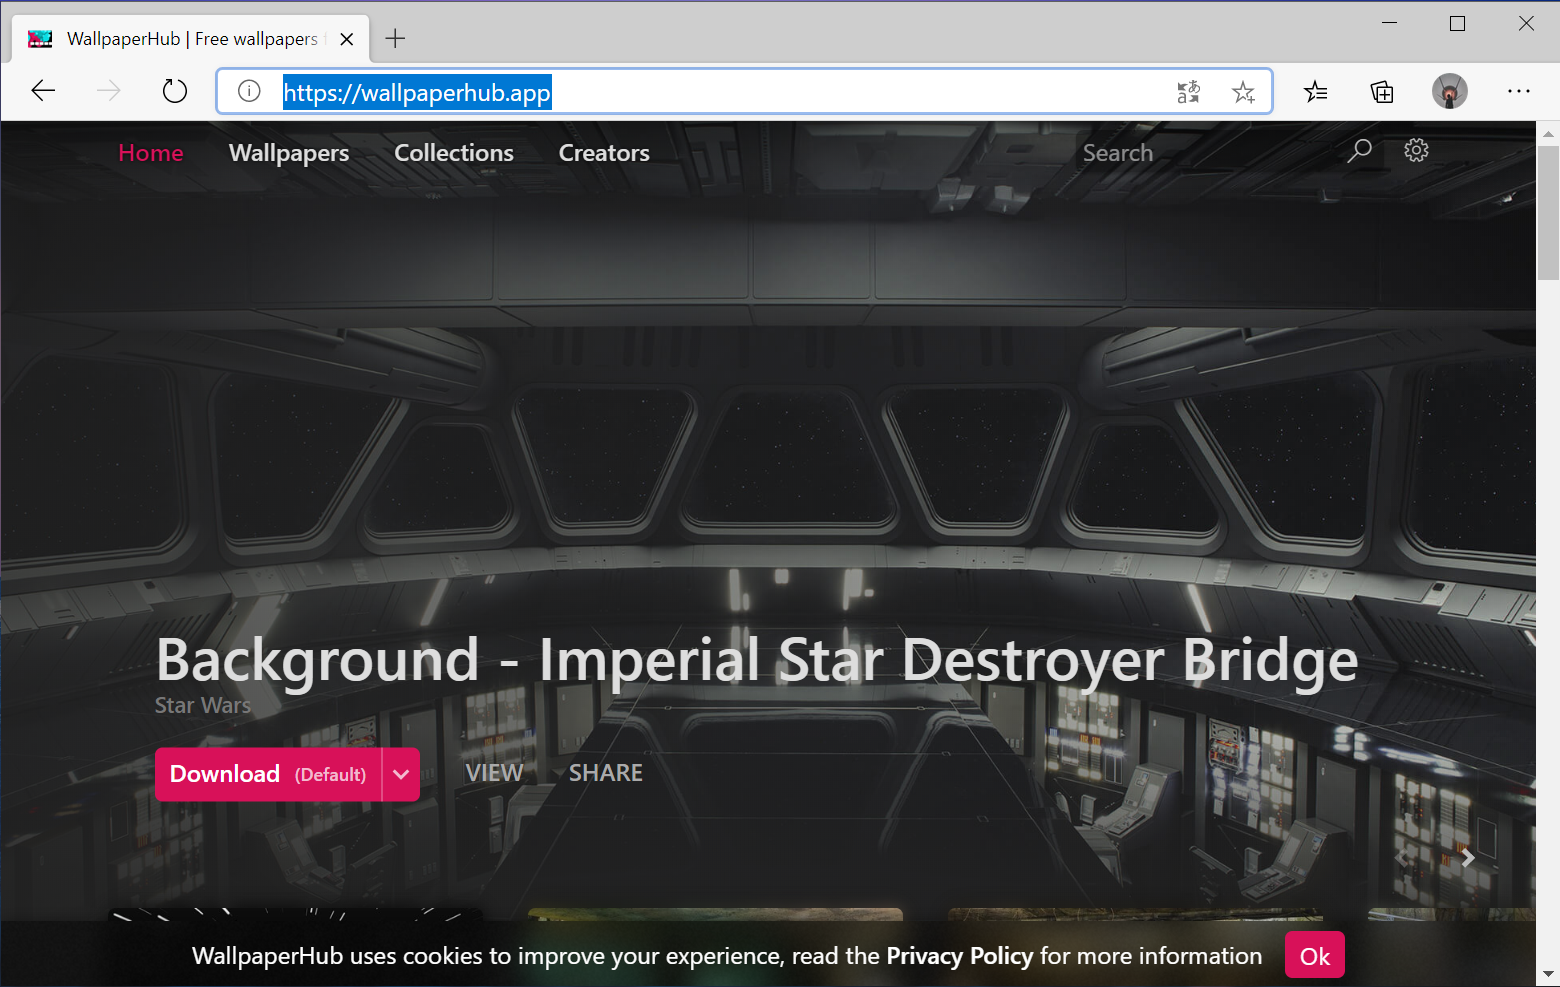 WallpaperHub | Free wallpapers
https://wallpaperhub.app
Home Wallpapers Collections Creators Search
Background - Imperial Star Destroyer Bridge
Star Wars
Download (Default) VIEW SHARE
WallpaperHub uses cookies to improve your experience, read the Privacy Policy for more information Ok